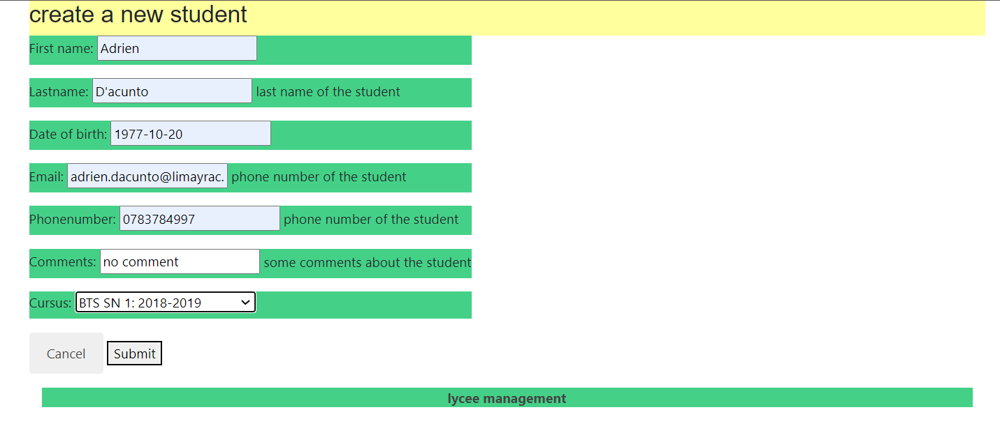 create a new student
First name: Adrien
Lastname: D'acunto last name of the student
Date of birth: 1977-10-20
Email: adrien.dacunto@limayrac. phone number of the student
Phonenumber: 0783784997 phone number of the student
Comments: no comment some comments about the student
Cursus: BTS SN 1: 2018-2019
Cancel Submit
lycee management